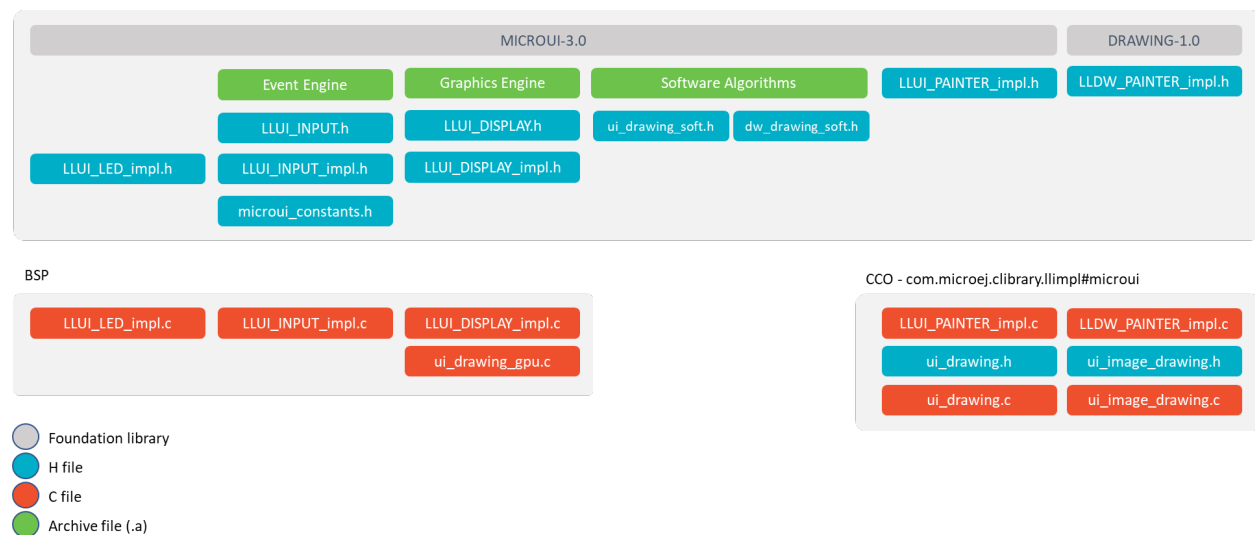 MICROUI-3.0
DRAWING-1.0
Event Engine
Graphics Engine
Software Algorithms
LLUI_PAINTER_impl.h
LLDW_PAINTER_impl.h
LLUI_INPUT.h
LLUI_DISPLAY.h
ui_drawing_soft.h
dw_drawing_soft.h
LLUI_LED_impl.h
LLUI_INPUT_impl.h
LLUI_DISPLAY_impl.h
microui_constants.h
BSP
LLUI_LED_impl.c
LLUI_INPUT_impl.c
LLUI_DISPLAY_impl.c
ui_drawing_gpu.c
CCO - com.microej.clibrary.llimpl#microui
LLUI_PAINTER_impl.c
LLDW_PAINTER_impl.c
ui_drawing.h
ui_image_drawing.h
ui_drawing.c
ui_image_drawing.c
Foundation library
H file
C file
Archive file (.a)